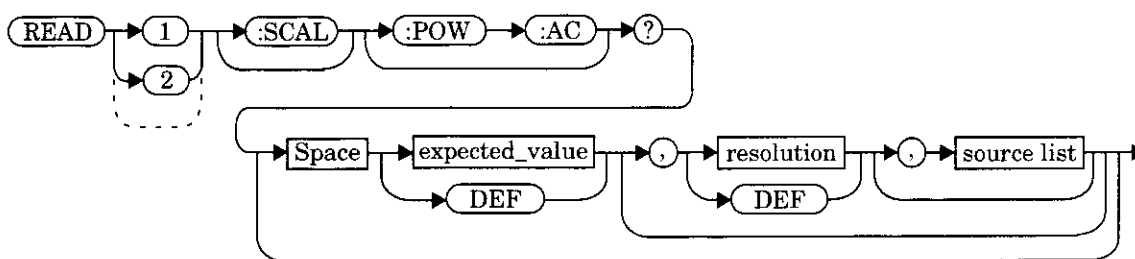 READ 1 :SCAL :POW :AC ?
2
Space expected_value , resolution , source list
DEF DEF